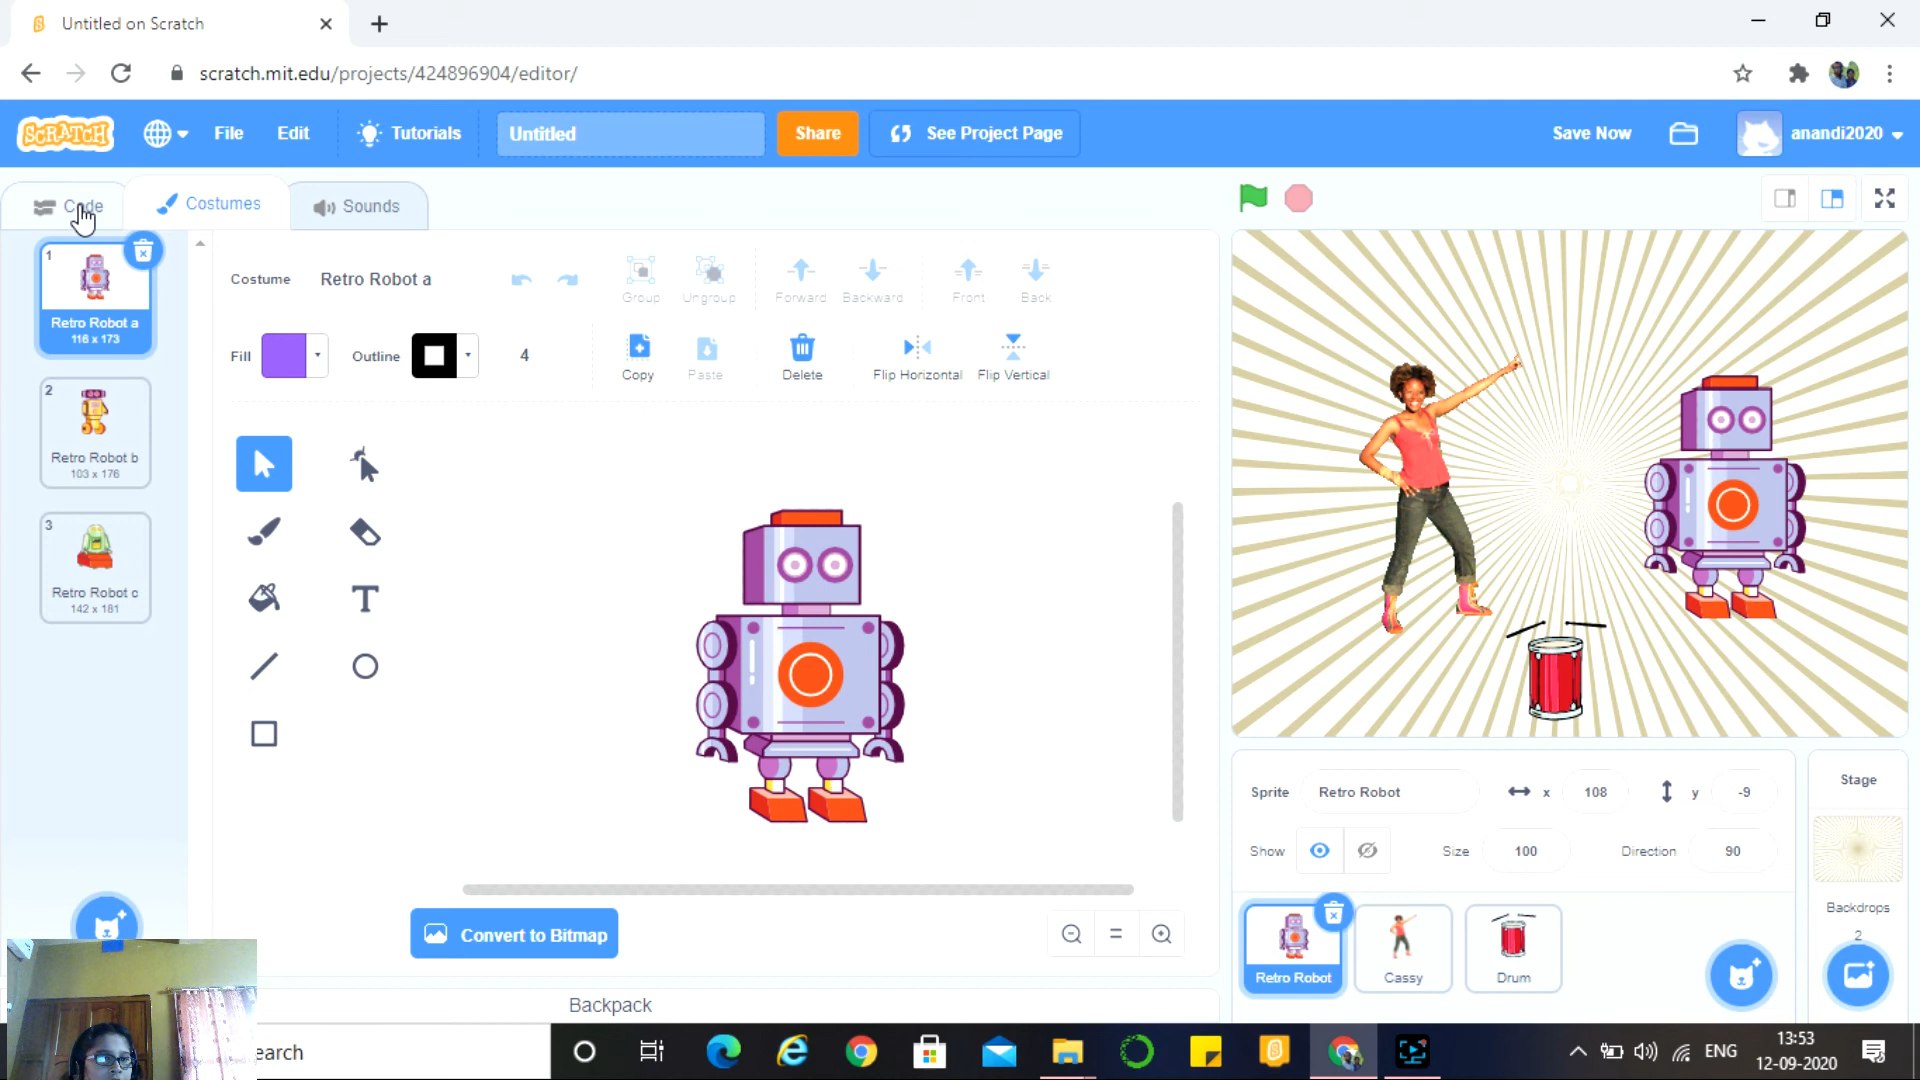 Untitled on Scratch
scratch.mit.edu/projects/424896904/editor/
SCRATCH
File
Edit
Tutorials
Untitled
Share
See Project Page
Save Now
anandi2020
Code
Costumes
Sounds
1
Retro Robot a
116 x 173
2
Retro Robot b
103 x 176
3
Retro Robot c
142 x 181
Costume
Retro Robot a
Group
Ungroup
Forward
Backward
Front
Back
Fill
Outline
4
Copy
Paste
Delete
Flip Horizontal
Flip Vertical
T
Convert to Bitmap
Backpack
Sprite
Retro Robot
x
108
y
-9
Show
Size
100
Direction
90
Retro Robot
Cassy
Drum
Stage
Backdrops
2
earch
ENG
13:53
12-09-2020